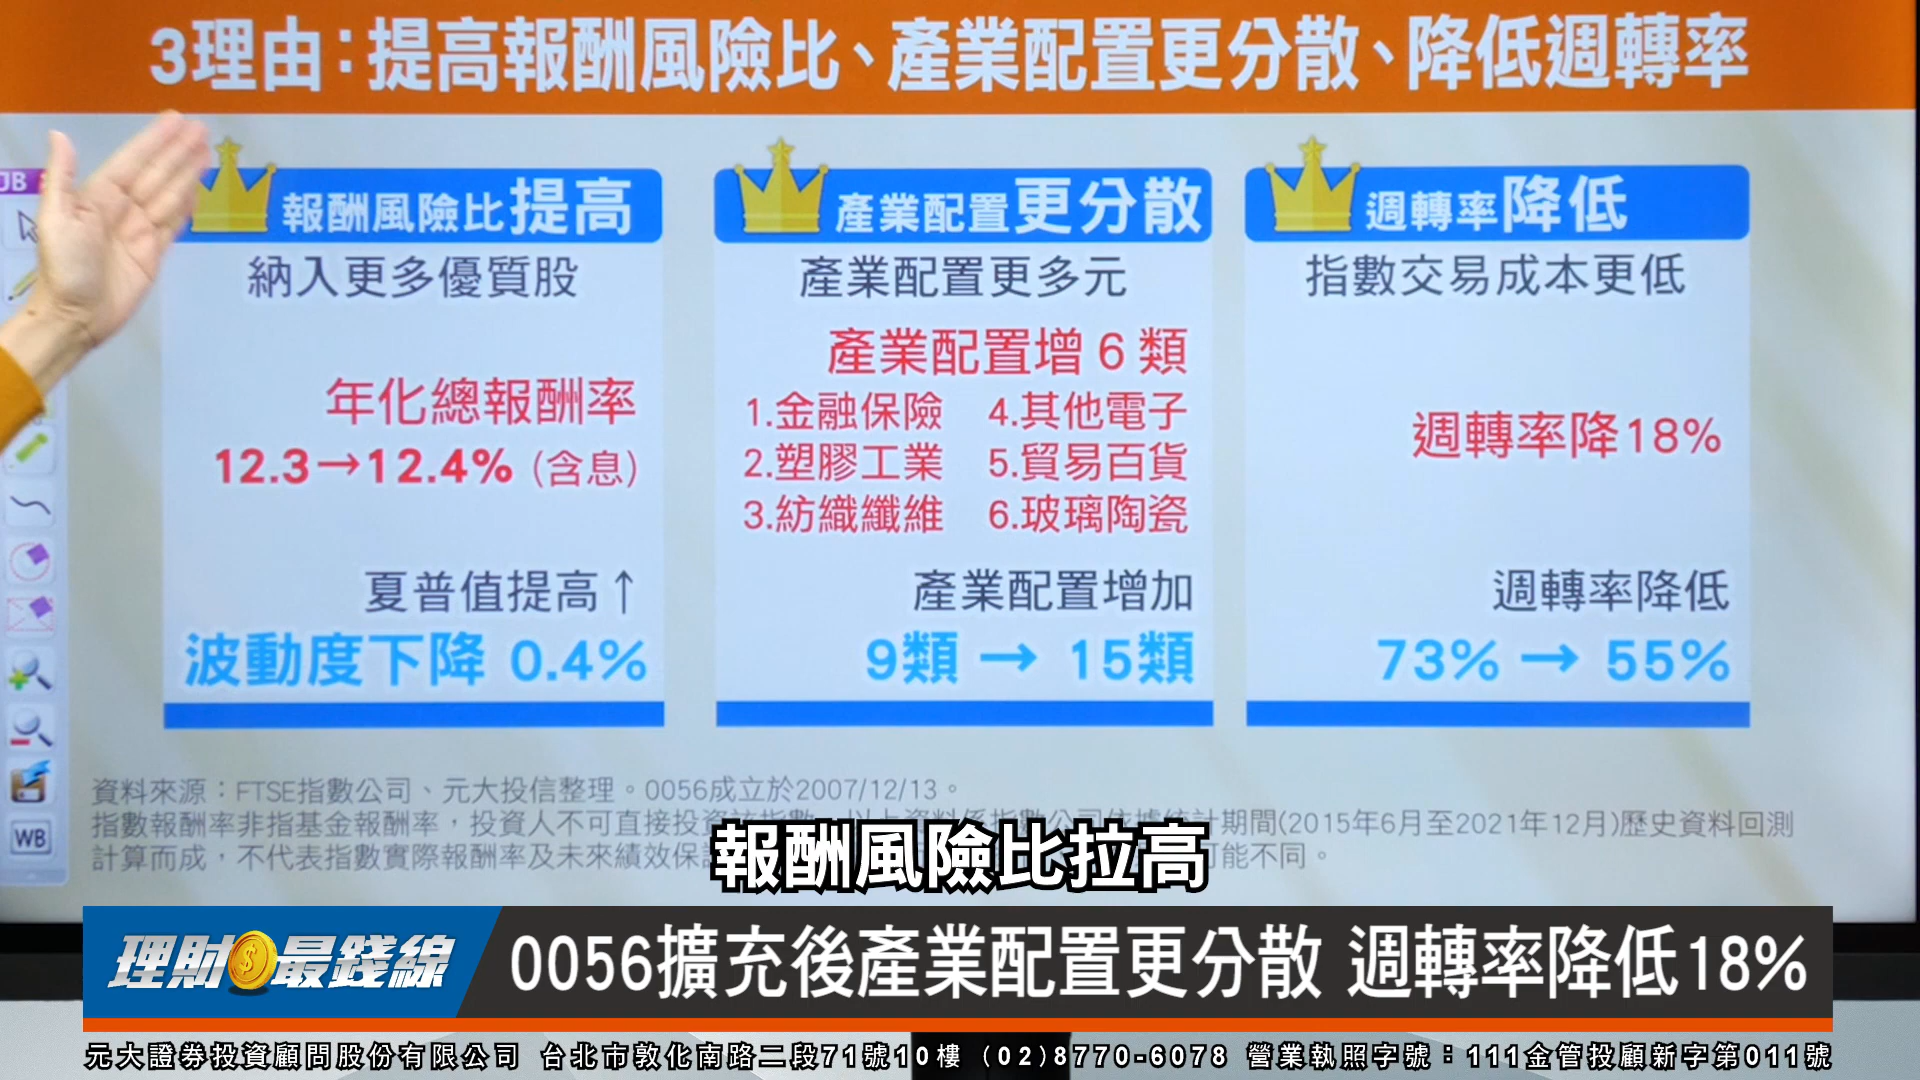 3理由：提高報酬風險比、產業配置更分散、降低週轉率
JB
報酬風險比提高
納入更多優質股
年化總報酬率
12.3→12.4% (含息)
夏普值提高↑
波動度下降 0.4%
產業配置更分散
產業配置更多元
產業配置增 6 類
1.金融保險 4.其他電子
2.塑膠工業 5.貿易百貨
3.紡織纖維 6.玻璃陶瓷
產業配置增加
9類 → 15類
週轉率降低
指數交易成本更低
週轉率降18%
週轉率降低
73% → 55%
WB
資料來源：FTSE指數公司、元大投信整理。0056成立於2007/12/13。
指數報酬率非指基金報酬率，投資人不可直接投資 計期間(2015年6月至2021年12月)歷史資料回測
計算而成，不代表指數實際報酬率及未來績效保 可能不同。
報酬風險比拉高
理財最錢線
0056擴充後產業配置更分散 週轉率降低18%
元大證券投資顧問股份有限公司 台北市敦化南路二段71號10樓 (02)8770-6078 營業執照字號：111金管投顧新字第011號